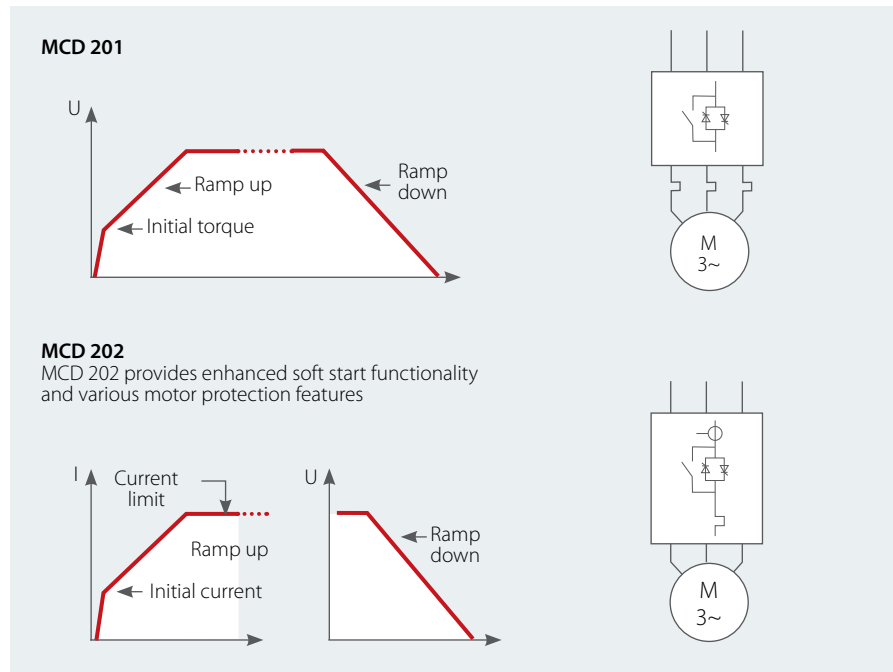 MCD 201
U
Ramp up
Initial torque
Ramp
down
M
3~
MCD 202
MCD 202 provides enhanced soft start functionality
and various motor protection features
I
Current
limit
Ramp up
Initial current
U
Ramp
down
M
3~